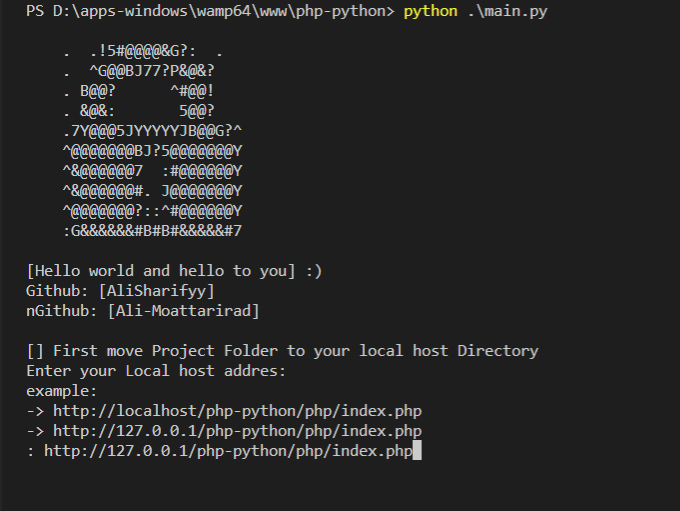 PS D:\apps-windows\wamp64\www\php-python> python .\main.py
.  .!5#@@@@&G?:  .
.  ^G@@BJ77?P&@&?
. B@@?      ^#@@!
. &@&:       5@@?
.7Y@@@5JYYYYYJB@@G?^
^@@@@@@@BJ?5@@@@@@@Y
^&@@@@@@7  :#@@@@@@Y
^&@@@@@@#. J@@@@@@@Y
^@@@@@@@?::^#@@@@@@Y
:G&&&&&&#B#B#&&&&&#7
[Hello world and hello to you] :)
Github: [AliSharifyy]
nGithub: [Ali-Moattarirad]
[] First move Project Folder to your local host Directory
Enter your Local host addres:
example:
-> http://localhost/php-python/php/index.php
-> http://127.0.0.1/php-python/php/index.php
: http://127.0.0.1/php-python/php/index.php